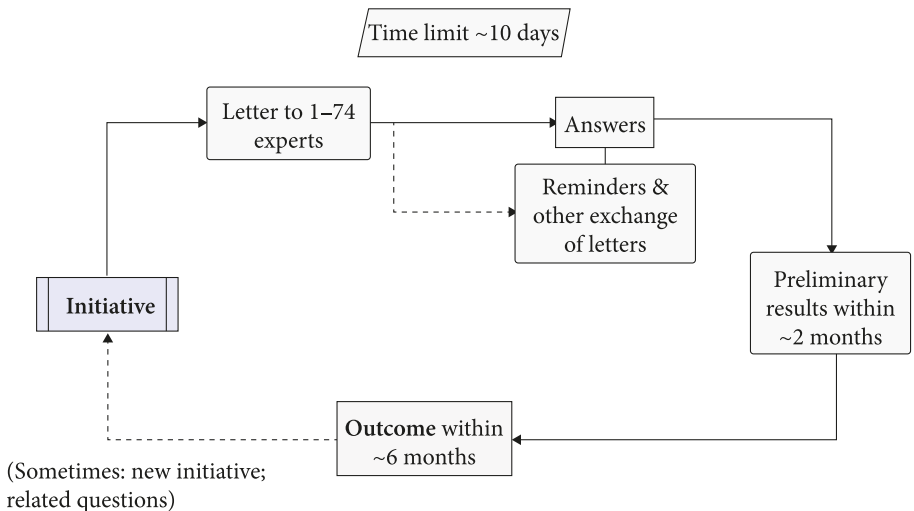 Time limit ~10 days
Letter to 1–74
experts
Answers
Reminders &
other exchange
of letters
Initiative
Preliminary
results within
~2 months
Outcome within
~6 months
(Sometimes: new initiative;
related questions)